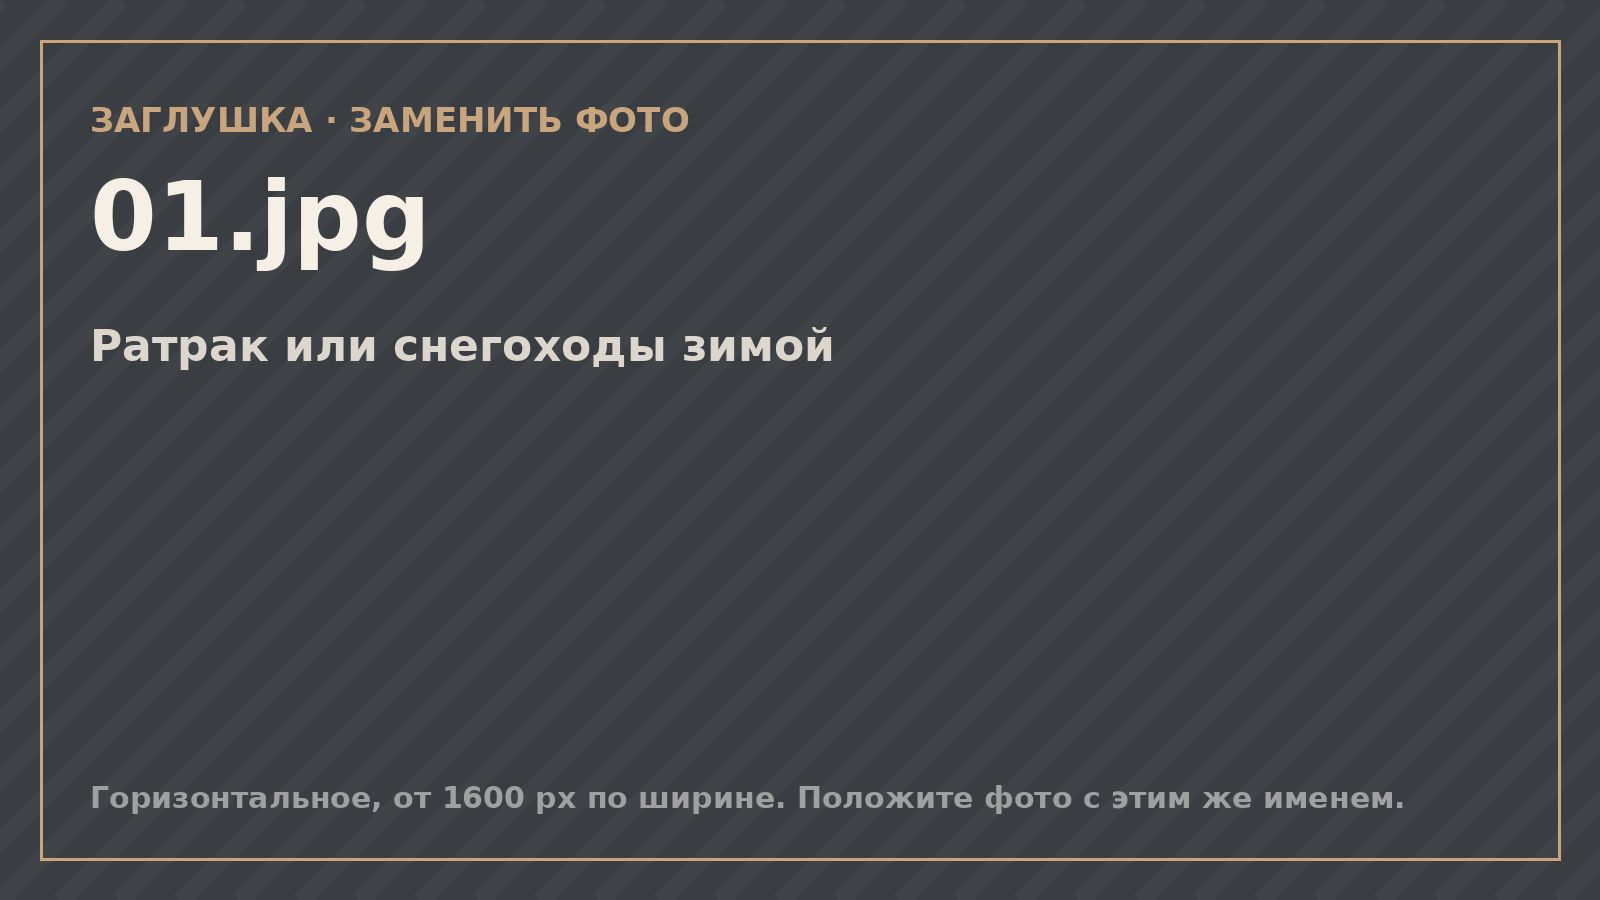 ЗАГЛУШКА · ЗАМЕНИТЬ ФОТО
01.jpg
Ратрак или снегоходы зимой
Горизонтальное, от 1600 px по ширине. Положите фото с этим же именем.